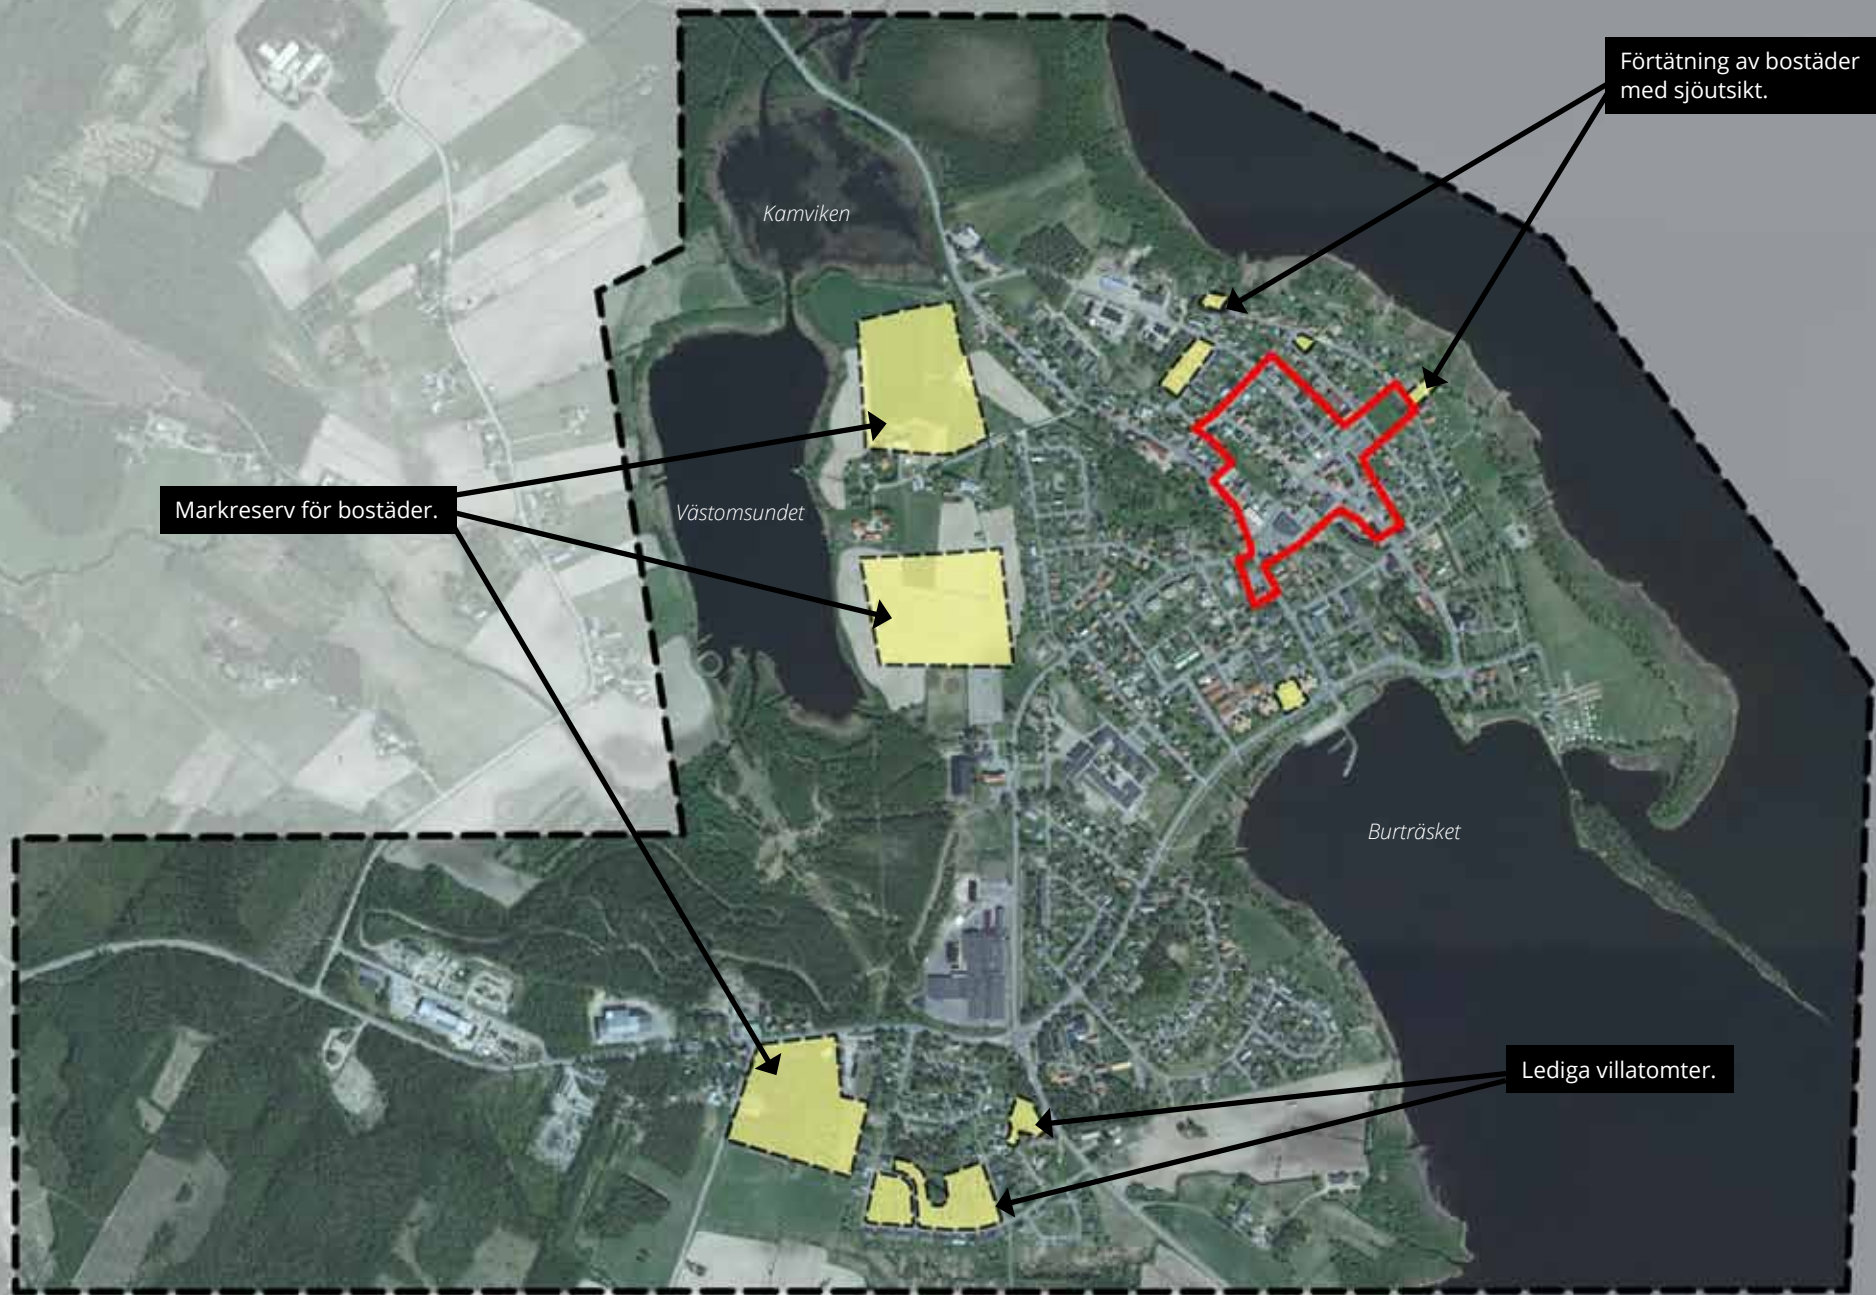 Förtätning av bostäder
med sjöutsikt.
Kamviken
Markreserv för bostäder.
Västomsundet
Burträsket
Lediga villatomter.